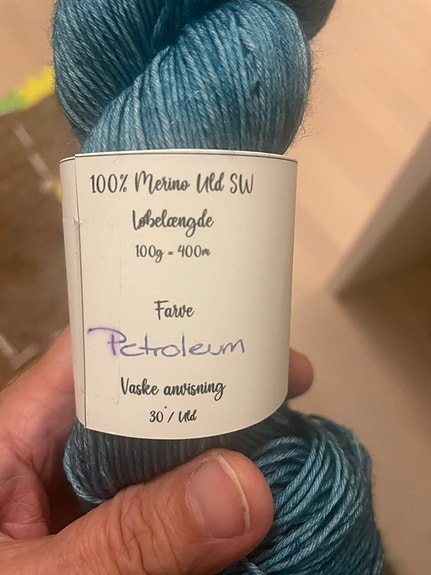 100% Merino Uld SW
Løbelængde
100g = 400m
Farve
Petroleum
Vaske anvisning
30° / Uld